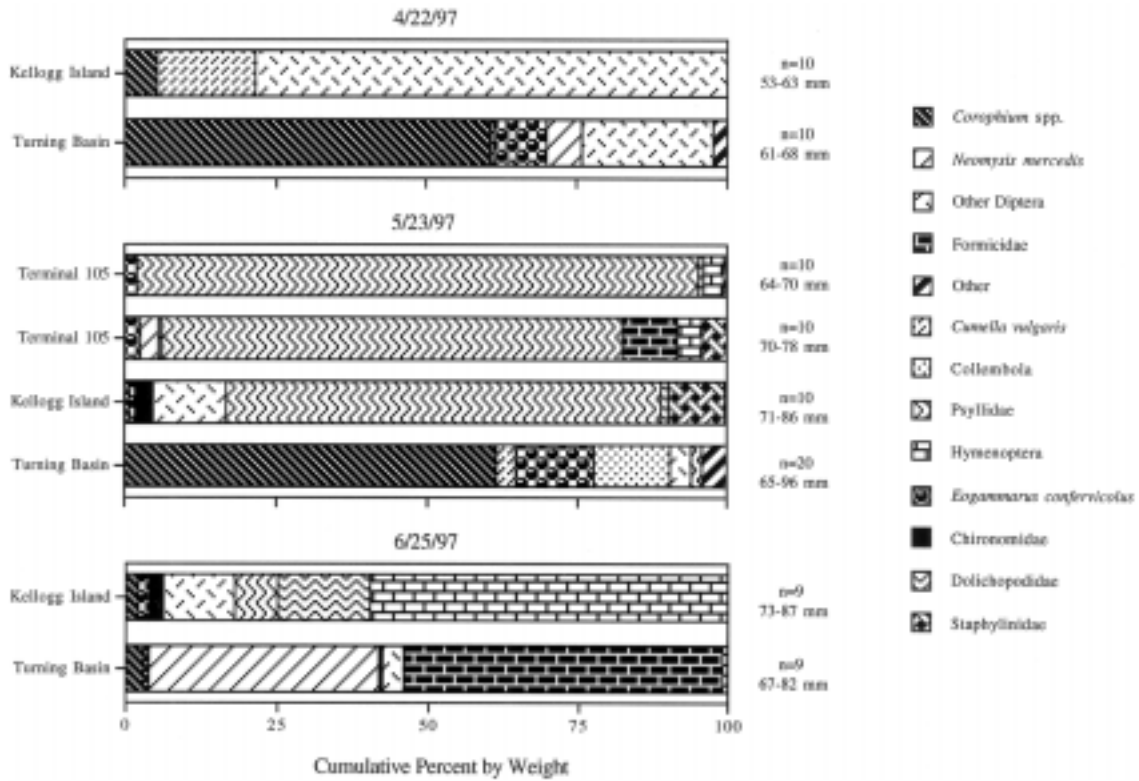 4/22/97
Kellogg Island
n=10
53-63 mm
Turning Basin
n=10
61-68 mm
5/23/97
Terminal 105
n=10
64-70 mm
Terminal 105
n=10
70-78 mm
Kellogg Island
n=10
71-86 mm
Turning Basin
n=20
65-96 mm
6/25/97
Kellogg Island
n=9
73-87 mm
Turning Basin
n=9
67-82 mm
0 25 50 75 100
Cumulative Percent by Weight
Corophium spp.
Neomysis mercedis
Other Diptera
Formicidae
Other
Cumella vulgaris
Collembola
Psyllidae
Hymenoptera
Eogammarus confervicolus
Chironomidae
Dolichopodidae
Staphylinidae